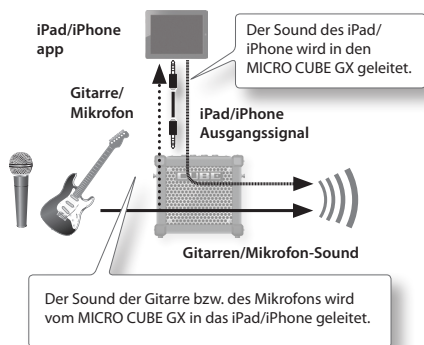 iPad/iPhone
app
Der Sound des iPad/
iPhone wird in den
MICRO CUBE GX geleitet.
Gitarre/
Mikrofon
iPad/iPhone
Ausgangssignal
Gitarren/Mikrofon-Sound
Der Sound der Gitarre bzw. des Mikrofons wird
vom MICRO CUBE GX in das iPad/iPhone geleitet.